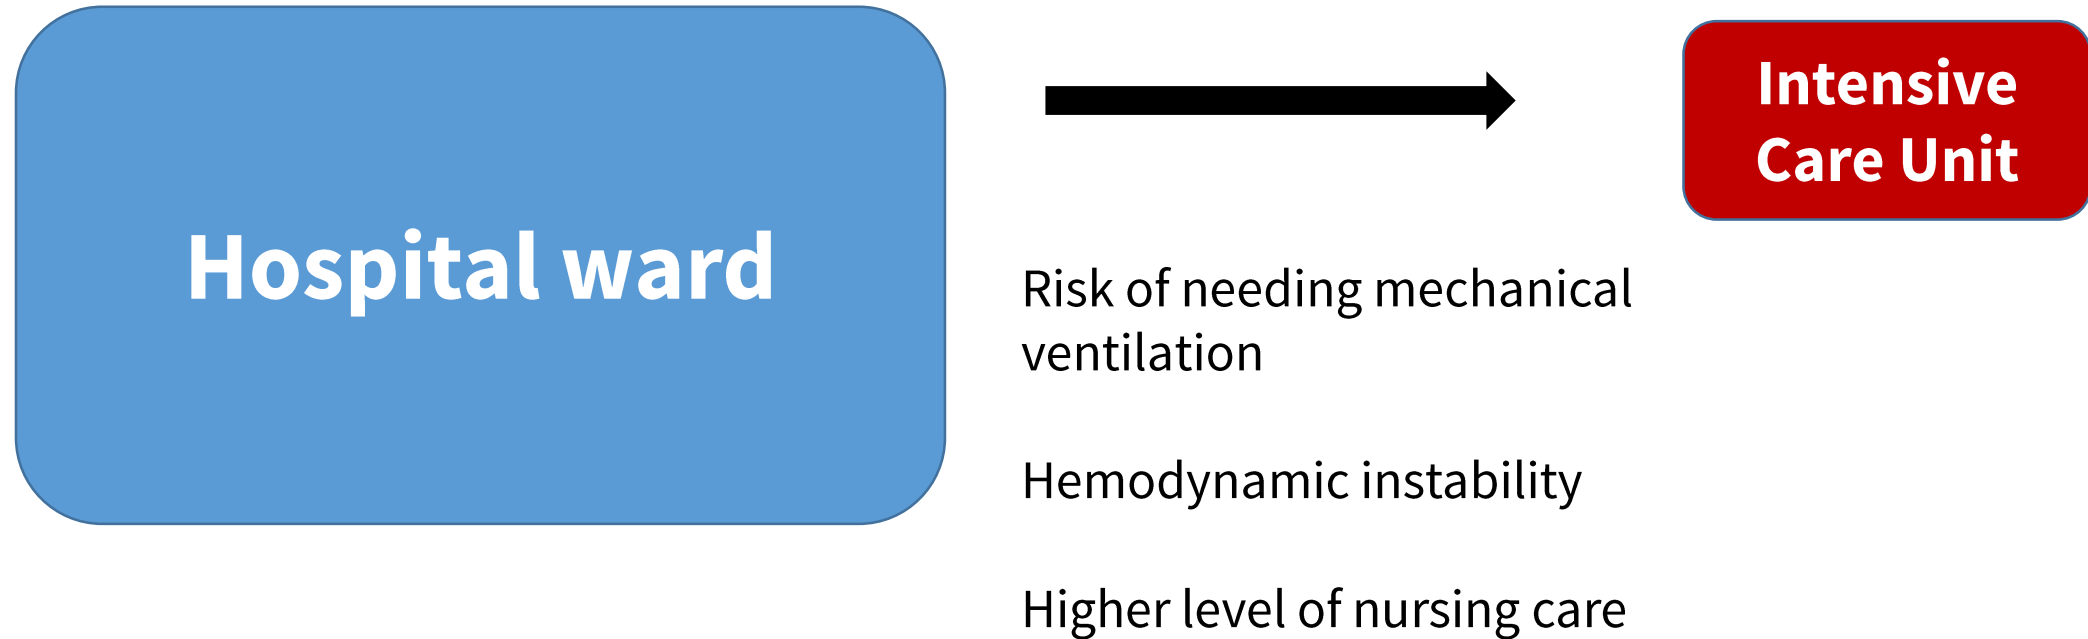 Hospital ward
Intensive
Care Unit
Risk of needing mechanical
ventilation
Hemodynamic instability
Higher level of nursing care